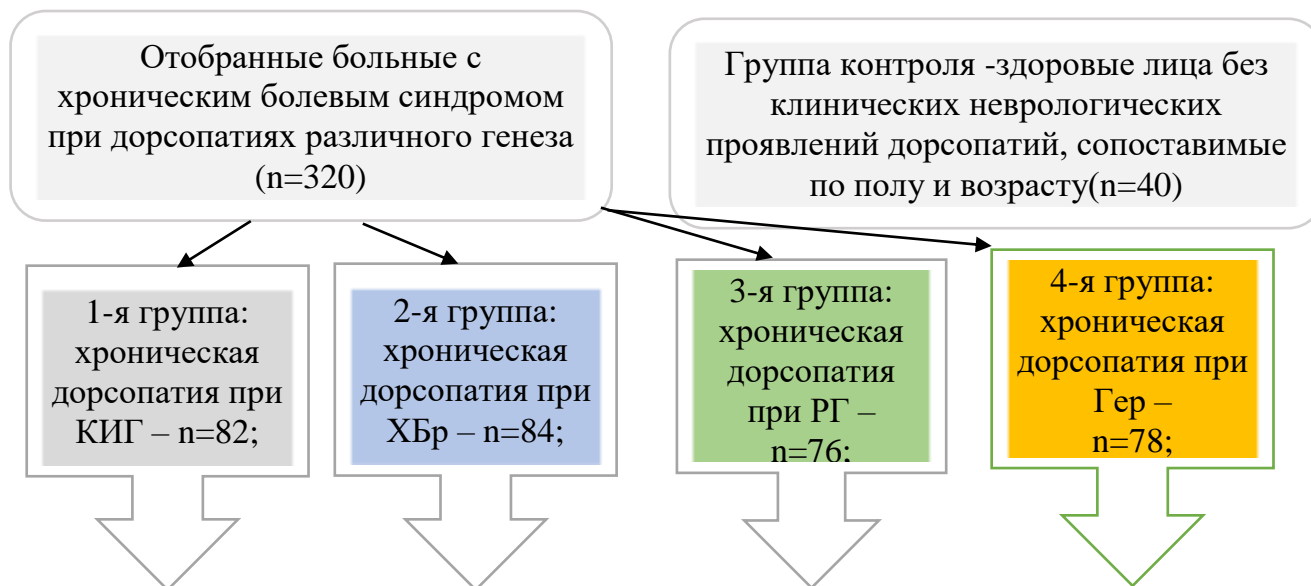 Отобранные больные с
хроническим болевым синдромом
при дорсопатиях различного генеза
(n=320)
Группа контроля -здоровые лица без
клинических неврологических
проявлений дорсопатий, сопоставимые
по полу и возрасту(n=40)
1-я группа:
хроническая
дорсопатия при
КИГ – n=82;
2-я группа:
хроническая
дорсопатия при
ХБр – n=84;
3-я группа:
хроническая
дорсопатия
при РГ –
n=76;
4-я группа:
хроническая
дорсопатия при
Гер –
n=78;